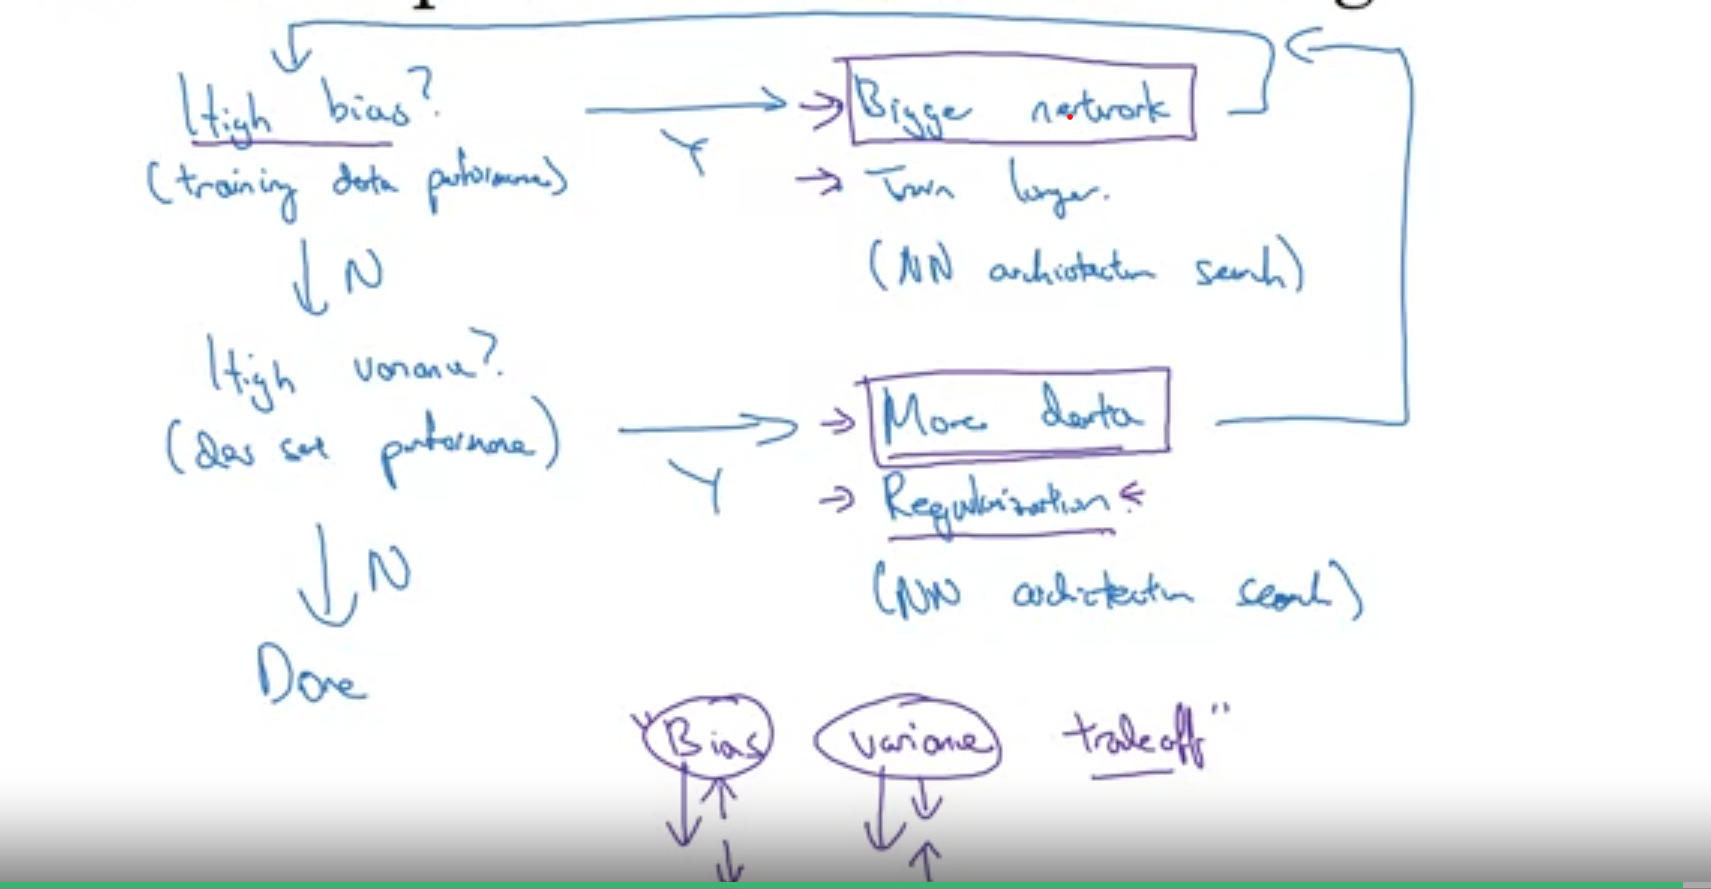 High bias?
(training data performance)
Y
Bigger network
Train longer.
(NN architecture search)
N
High variance?
(dev set performance)
Y
More data
Regularization
(NN architecture search)
N
Done
"Bias variance tradeoff"